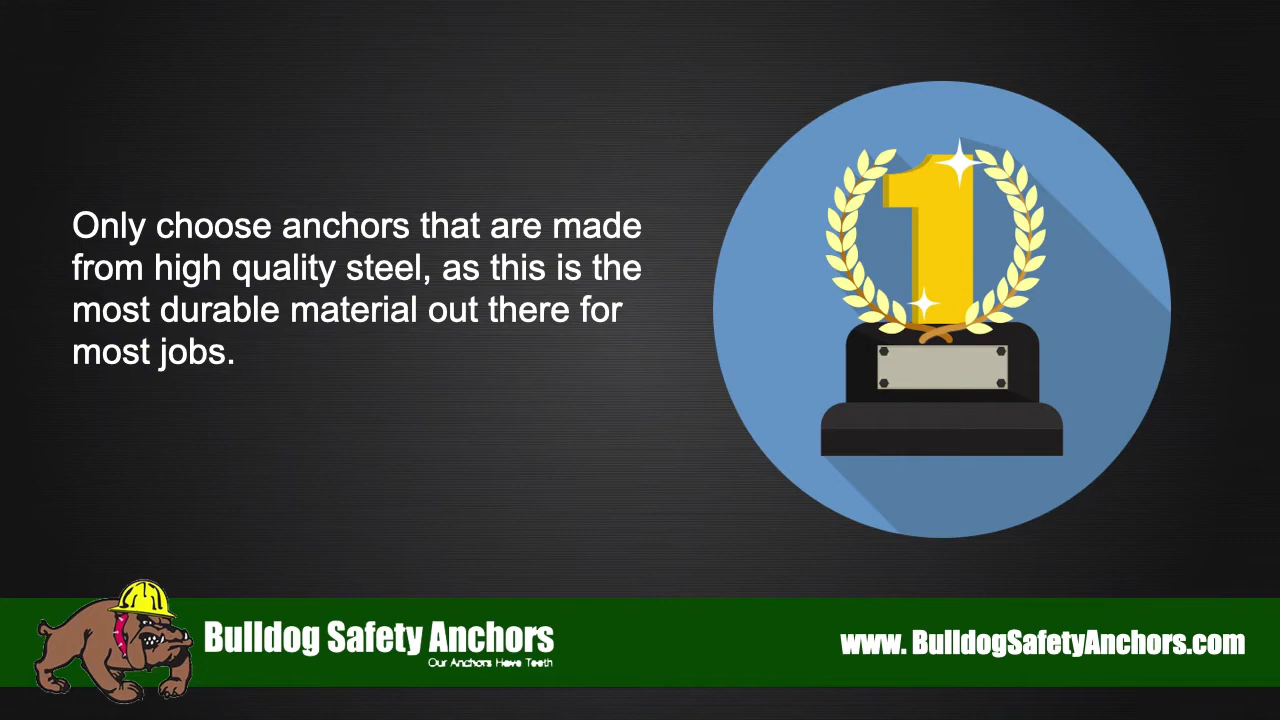 Only choose anchors that are made
from high quality steel, as this is the
most durable material out there for
most jobs.
1
Bulldog Safety Anchors
Our Anchors Have Teeth
www. BulldogSafetyAnchors.com